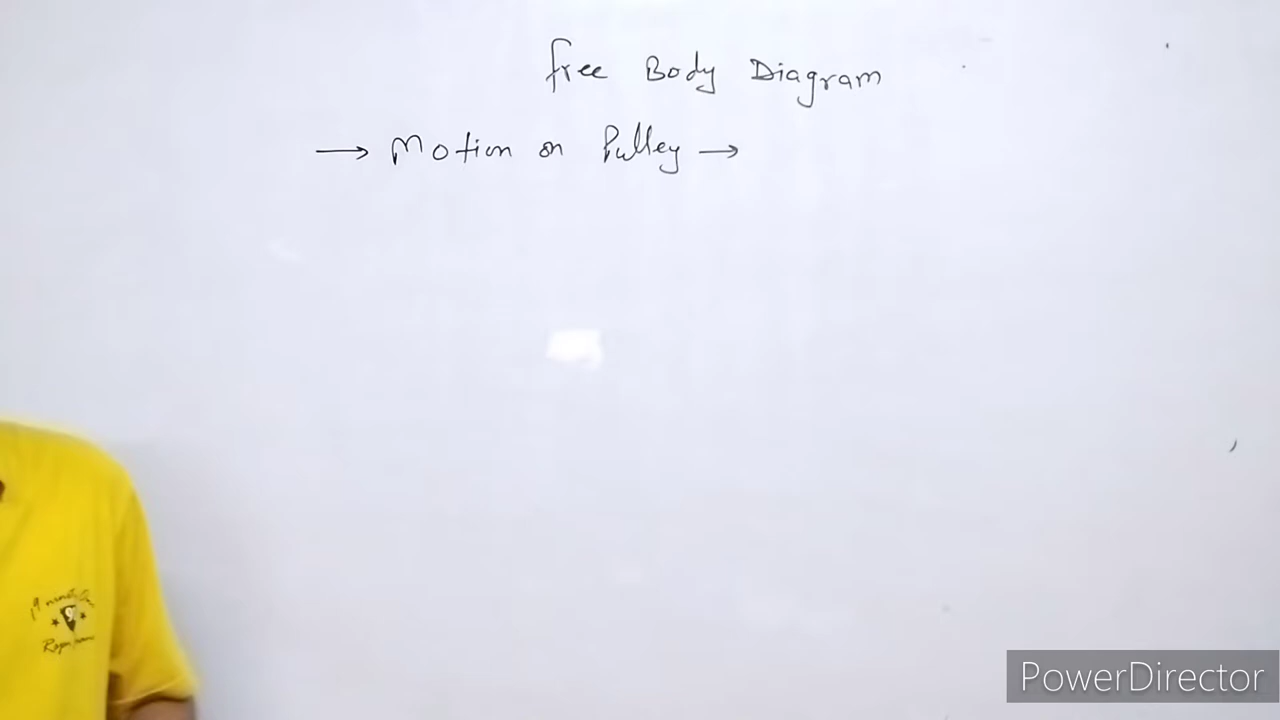 free Body Diagram
→ Motion on Pulley →
PowerDirector